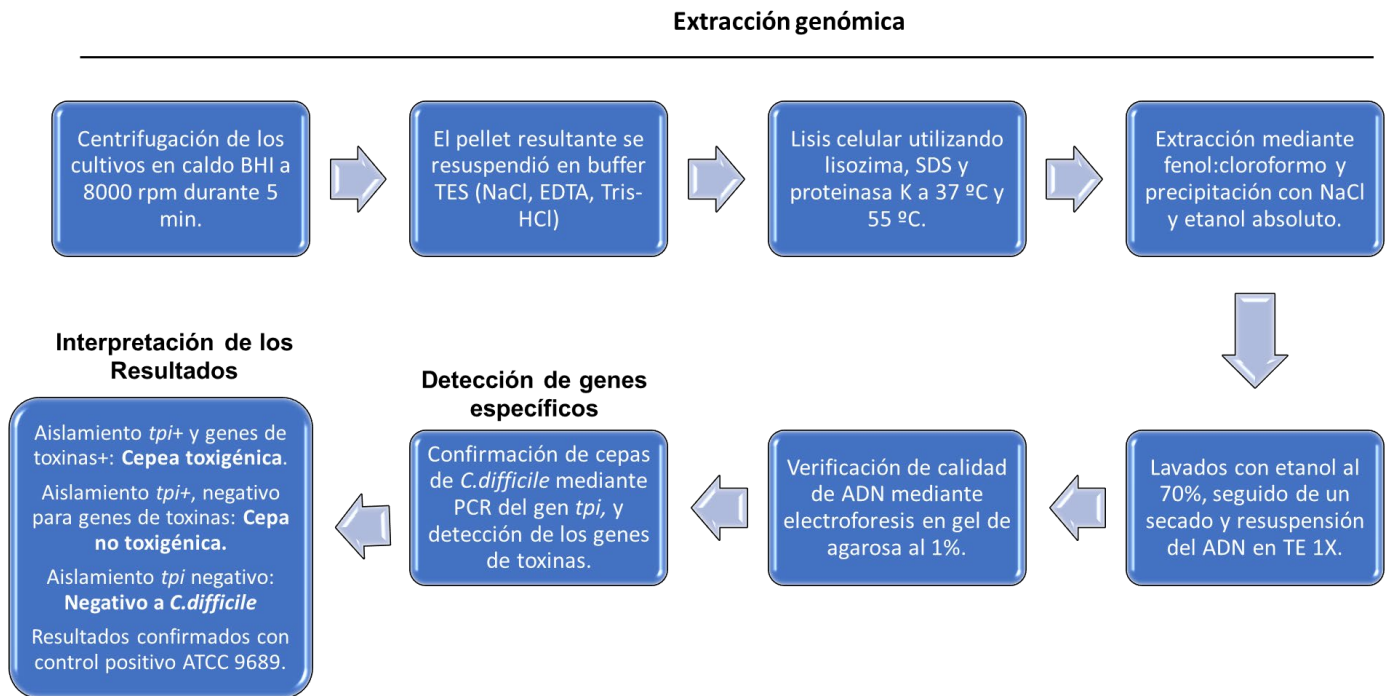 Extracción genómica
Centrifugación de los
cultivos en caldo BHI a
8000 rpm durante 5
min.
El pellet resultante se
resuspendió en buffer
TES (NaCl, EDTA, Tris-
HCl)
Lisis celular utilizando
lisozima, SDS y
proteinasa K a 37 ºC y
55 ºC.
Extracción mediante
fenol:cloroformo y
precipitación con NaCl
y etanol absoluto.
Lavados con etanol al
70%, seguido de un
secado y resuspensión
del ADN en TE 1X.
Verificación de calidad
de ADN mediante
electroforesis en gel de
agarosa al 1%.
Detección de genes
específicos
Confirmación de cepas
de C.difficile mediante
PCR del gen tpi, y
detección de los genes
de toxinas.
Interpretación de los
Resultados
Aislamiento tpi+ y genes de
toxinas+: Cepea toxigénica.
Aislamiento tpi+, negativo
para genes de toxinas: Cepa
no toxigénica.
Aislamiento tpi negativo:
Negativo a C.difficile
Resultados confirmados con
control positivo ATCC 9689.